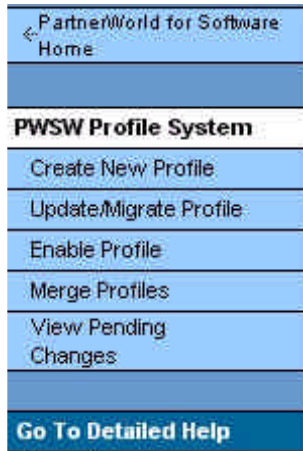 PartnerWorld for Software
Home
PWSW Profile System
Create New Profile
Update/Migrate Profile
Enable Profile
Merge Profiles
View Pending
Changes
Go To Detailed Help